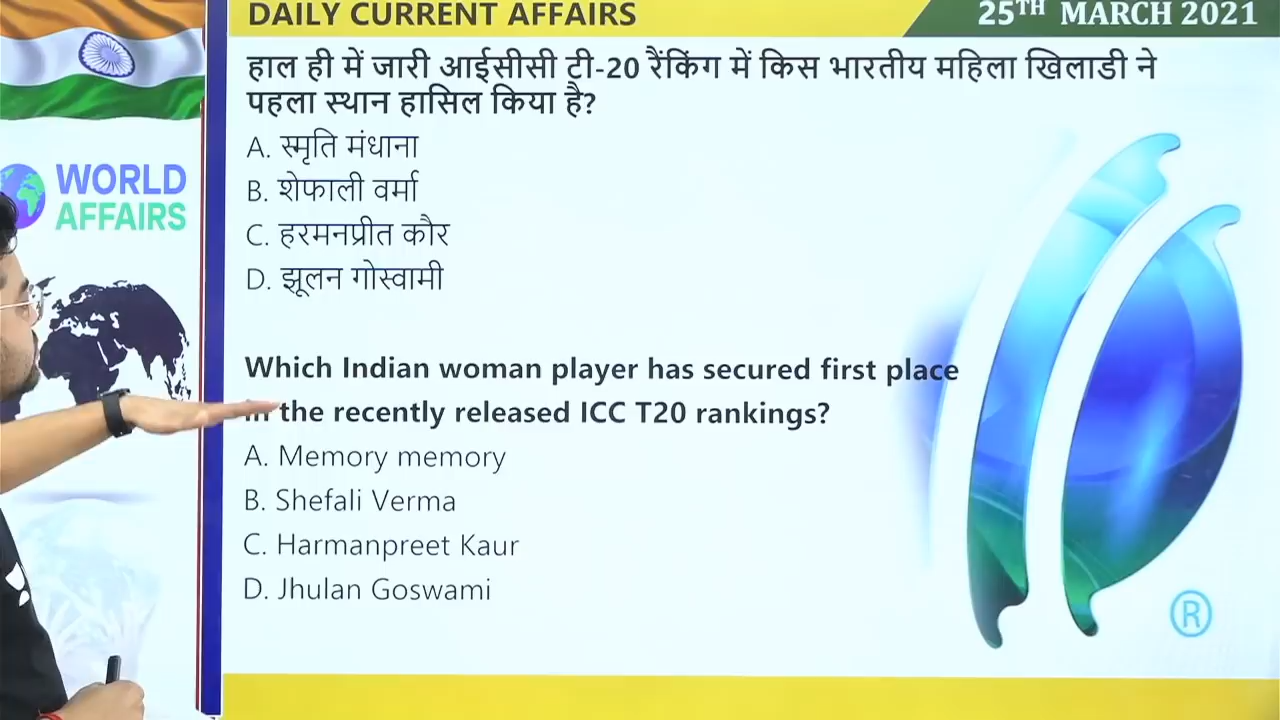 DAILY CURRENT AFFAIRS
25TH MARCH 2021
हाल ही में जारी आईसीसी टी-20 रैंकिंग में किस भारतीय महिला खिलाडी ने
पहला स्थान हासिल किया है?
A. स्मृति मंधाना
B. शेफाली वर्मा
C. हरमनप्रीत कौर
D. झूलन गोस्वामी
WORLD
AFFAIRS
Which Indian woman player has secured first place
in the recently released ICC T20 rankings?
A. Memory memory
B. Shefali Verma
C. Harmanpreet Kaur
D. Jhulan Goswami
®